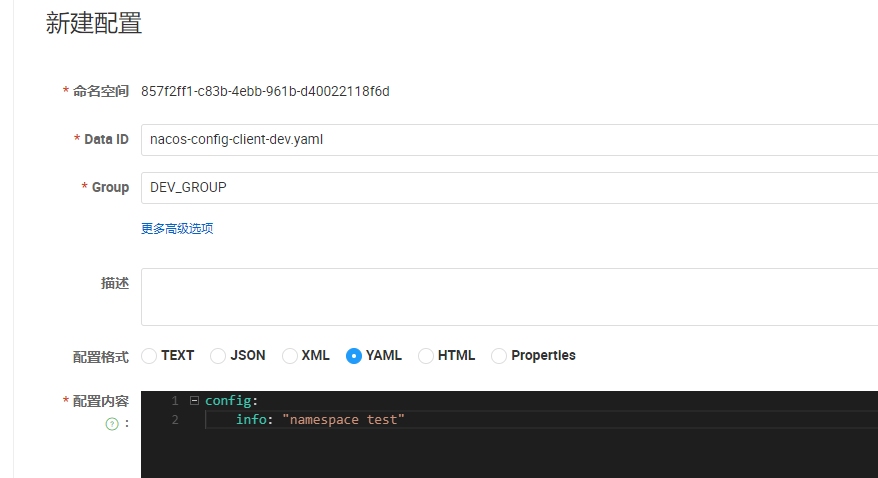 新建配置
* 命名空间 857f2ff1-c83b-4ebb-961b-d40022118f6d
* Data ID nacos-config-client-dev.yaml
* Group DEV_GROUP
更多高级选项
描述
配置格式 TEXT JSON XML YAML HTML Properties
* 配置内容 1 config:
? : 2 info: "namespace test"